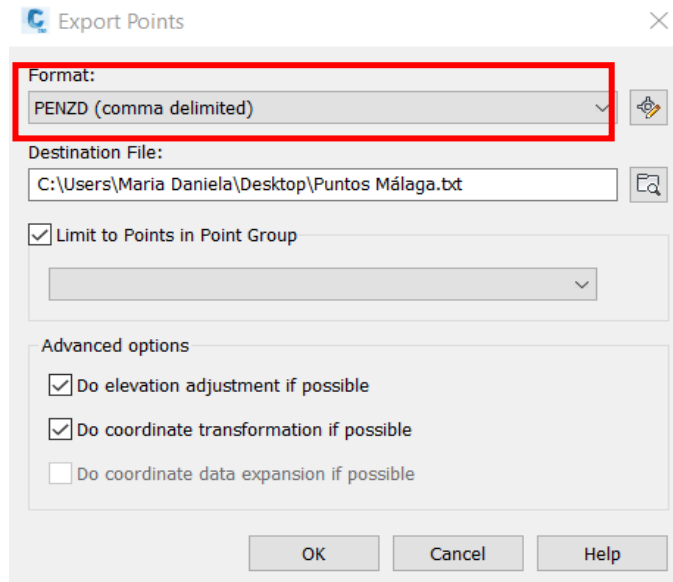 Export Points
Format:
PENZD (comma delimited)
Destination File:
C:\Users\Maria Daniela\Desktop\Puntos Málaga.txt
Limit to Points in Point Group
Advanced options
Do elevation adjustment if possible
Do coordinate transformation if possible
Do coordinate data expansion if possible
OK Cancel Help